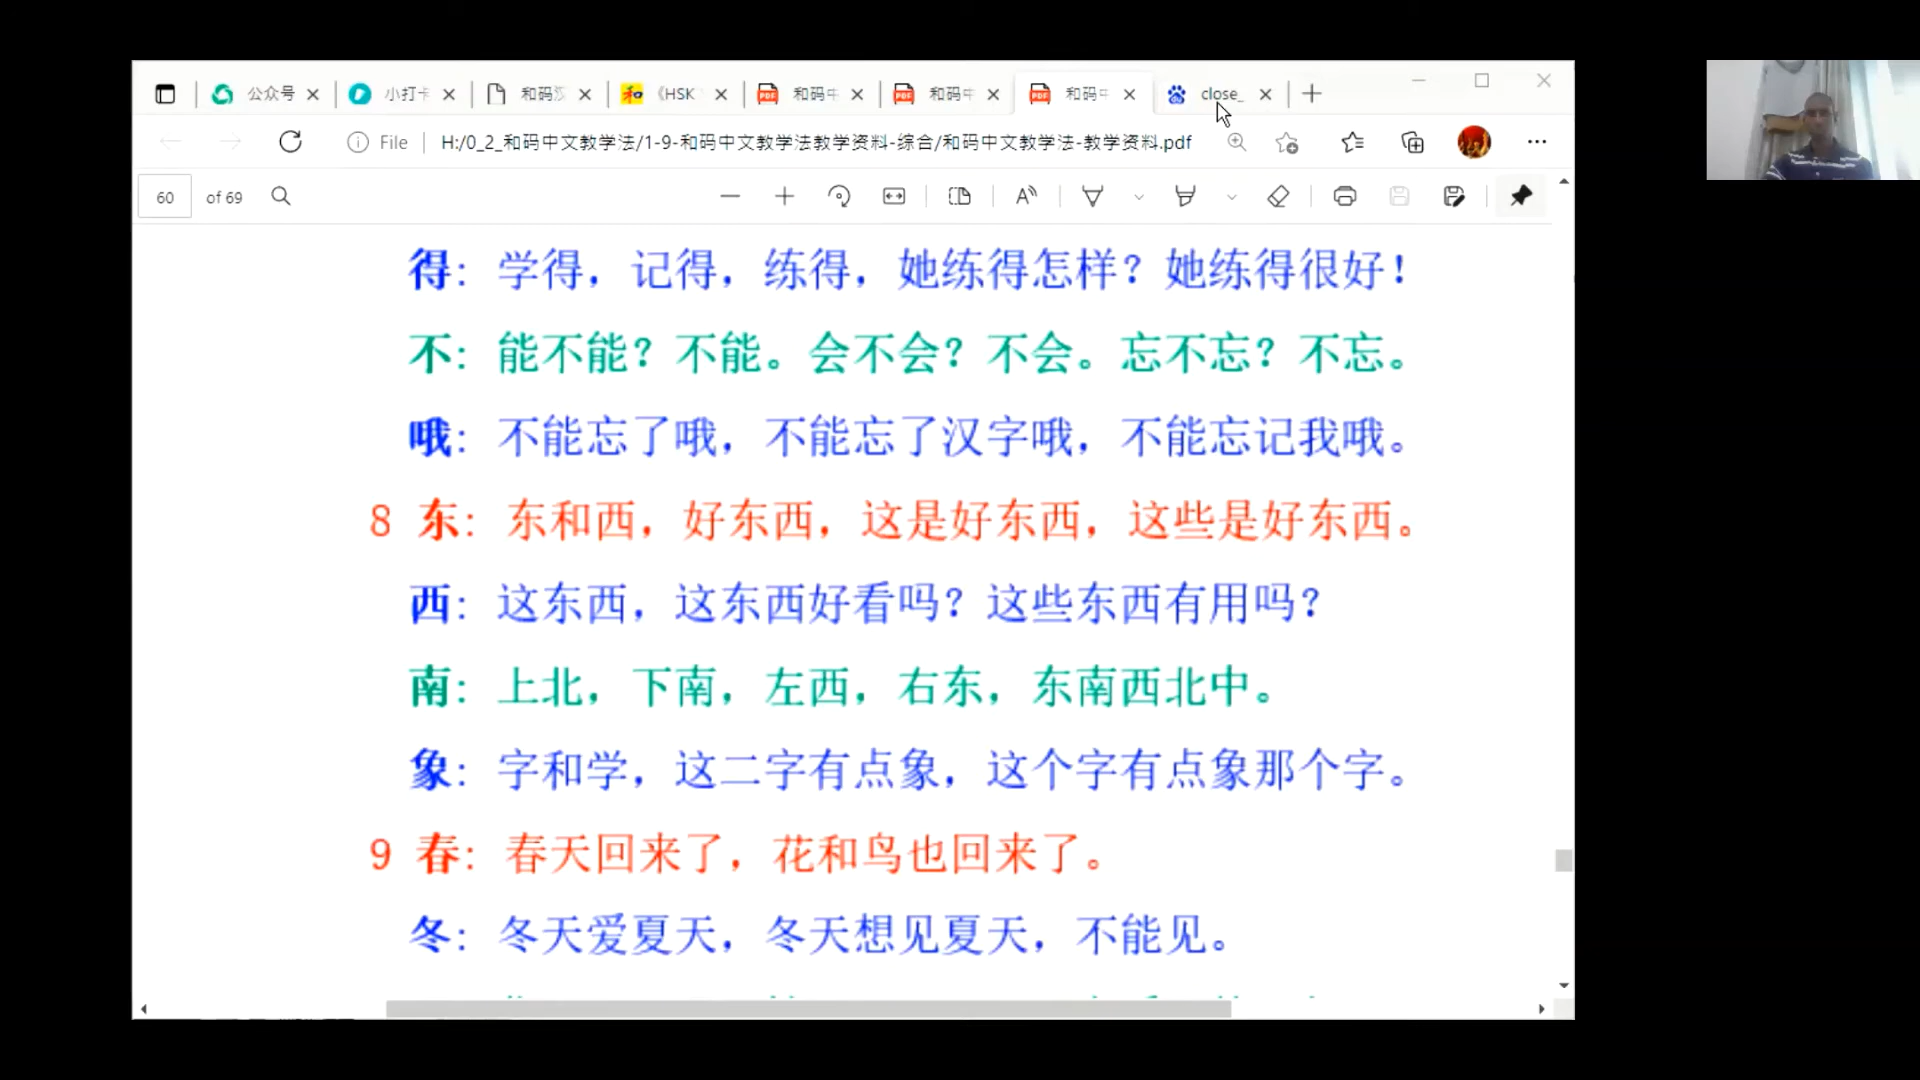 公众号
小打卡
和码汉
《HSK
和码中
和码中
和码中
close_
File
H:/0_2_和码中文教学法/1-9-和码中文教学法教学资料-综合/和码中文教学法-教学资料.pdf
60 of 69
得：学得，记得，练得，她练得怎样？她练得很好！
不：能不能？不能。会不会？不会。忘不忘？不忘。
哦：不能忘了哦，不能忘了汉字哦，不能忘记我哦。
8 东：东和西，好东西，这是好东西，这些是好东西。
西：这东西，这东西好看吗？这些东西有用吗？
南：上北，下南，左西，右东，东南西北中。
象：字和学，这二字有点象，这个字有点象那个字。
9 春：春天回来了，花和鸟也回来了。
冬：冬天爱夏天，冬天想见夏天，不能见。